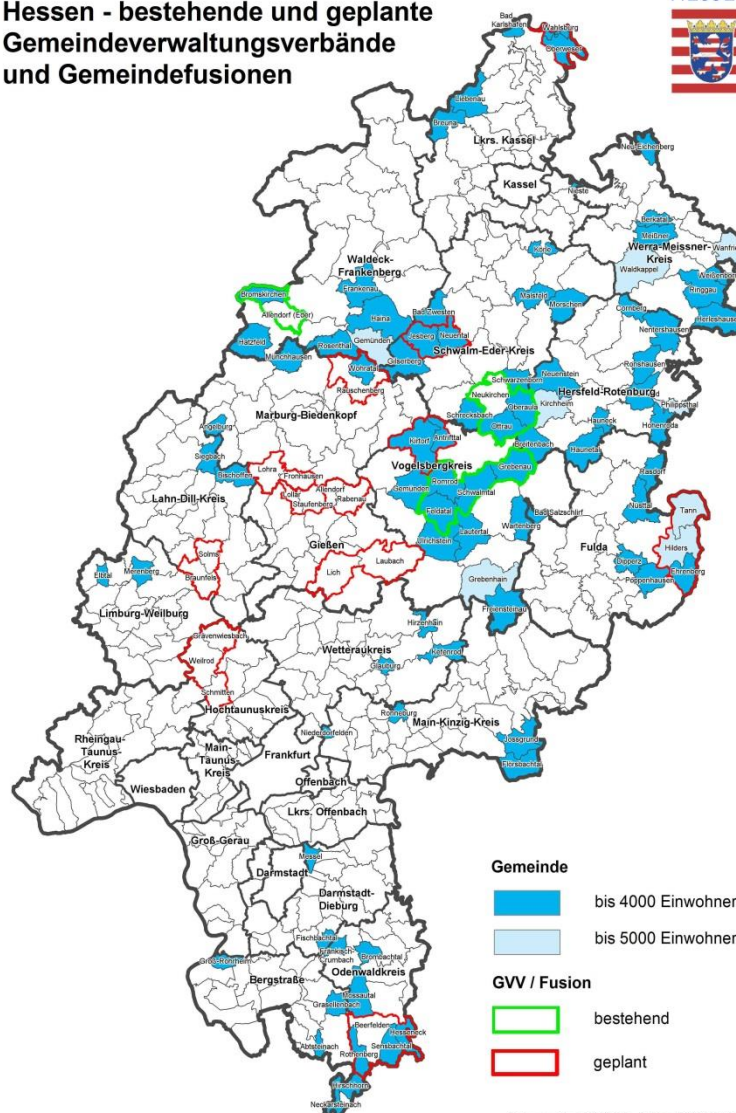 Hessen - bestehende und geplante
Gemeindeverwaltungsverbände
und Gemeindefusionen
Bad
Karlshafen
Wahlsburg
Oberweser
Liebenau
Breuna
Lkrs. Kassel
Neu-Eichenberg
Kassel
Nieste
Berkatal
Meißner
Werra-Meissner-
Kreis
Wanfrie
Waldkappel
Weißenborn
Ringgau
Herleshausen
Waldeck-
Frankenberg
Körle
Frankenau
Bromskirchen
Allendorf (Eder)
Haina
Bad Zwesten
Malsfeld
Morschen
Cornberg
Nentershausen
Hatzfeld
Münchhausen
Rosenthal
Gemünden
Jesberg
Neuental
Gilserberg
Schwalm-Eder-Kreis
Wohratal
Rauschenberg
Ronshausen
Schwarzenborn
Neuenstein
Hersfeld-Rotenburg
Neukirchen
Oberaula
Kirchheim
Philippsthal
Marburg-Biedenkopf
Schrecksbach
Ottrau
Hauneck
Hohenroda
Angelburg
Siegbach
Bischoffen
Kirtorf
Antrifttal
Breitenbach
Haunetal
Vogelsbergkreis
Grebenau
Lohra
Fronhausen
Romrod
Rasdorf
Lahn-Dill-Kreis
Lollar
Allendorf
Rabenau
Staufenberg
Gemünden
Schwalmtal
Nüsttal
Feldatal
Bad Salzschlirf
Tann
Lautertal
Wartenberg
Ulrichstein
Gießen
Fulda
Solms
Hilders
Laubach
Lich
Dipperz
Ehrenberg
Poppenhausen
Elbtal
Merenberg
Braunfels
Grebenhain
Limburg-Weilburg
Freiensteinau
Hirzenhain
Grävenwiesbach
Wetteraukreis
Kefenrod
Weilrod
Glauburg
Schmitten
Hochtaunuskreis
Ronneburg
Main-Kinzig-Kreis
Niederdorfelden
Jossgrund
Rheingau-
Taunus-
Kreis
Main-
Taunus-
Kreis
Frankfurt
Flörsbachtal
Wiesbaden
Offenbach
Lkrs. Offenbach
Groß-Gerau
Messel
Darmstadt
Darmstadt-
Dieburg
Fischbachtal
Fränkisch-
Crumbach
Brombachtal
Groß-Rohrheim
Odenwaldkreis
Bergstraße
Mossautal
Grasellenbach
Beerfelden
Hesseneck
Abtsteinach
Sensbachtal
Rothenberg
Hirschhorn
Neckarsteinach
Gemeinde
bis 4000 Einwohner
bis 5000 Einwohner
GVV / Fusion
bestehend
geplant